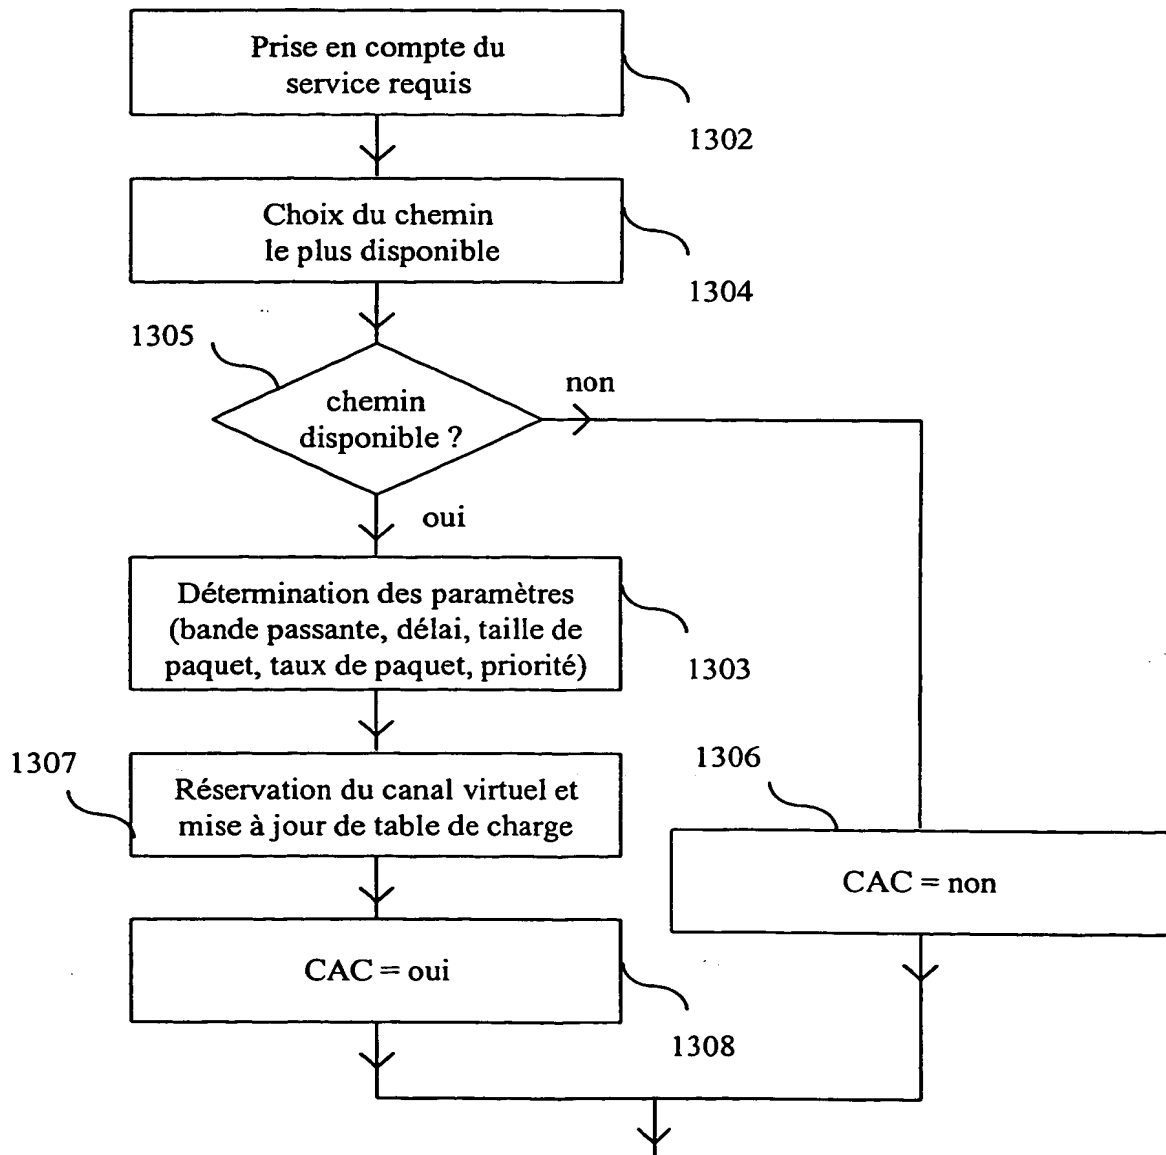 Prise en compte du
service requis
1302
Choix du chemin
le plus disponible
1304
1305
chemin
disponible ?
non
oui
Détermination des paramètres
(bande passante, délai, taille de
paquet, taux de paquet, priorité)
1303
1307
Réservation du canal virtuel et
mise à jour de table de charge
1306
CAC = non
CAC = oui
1308